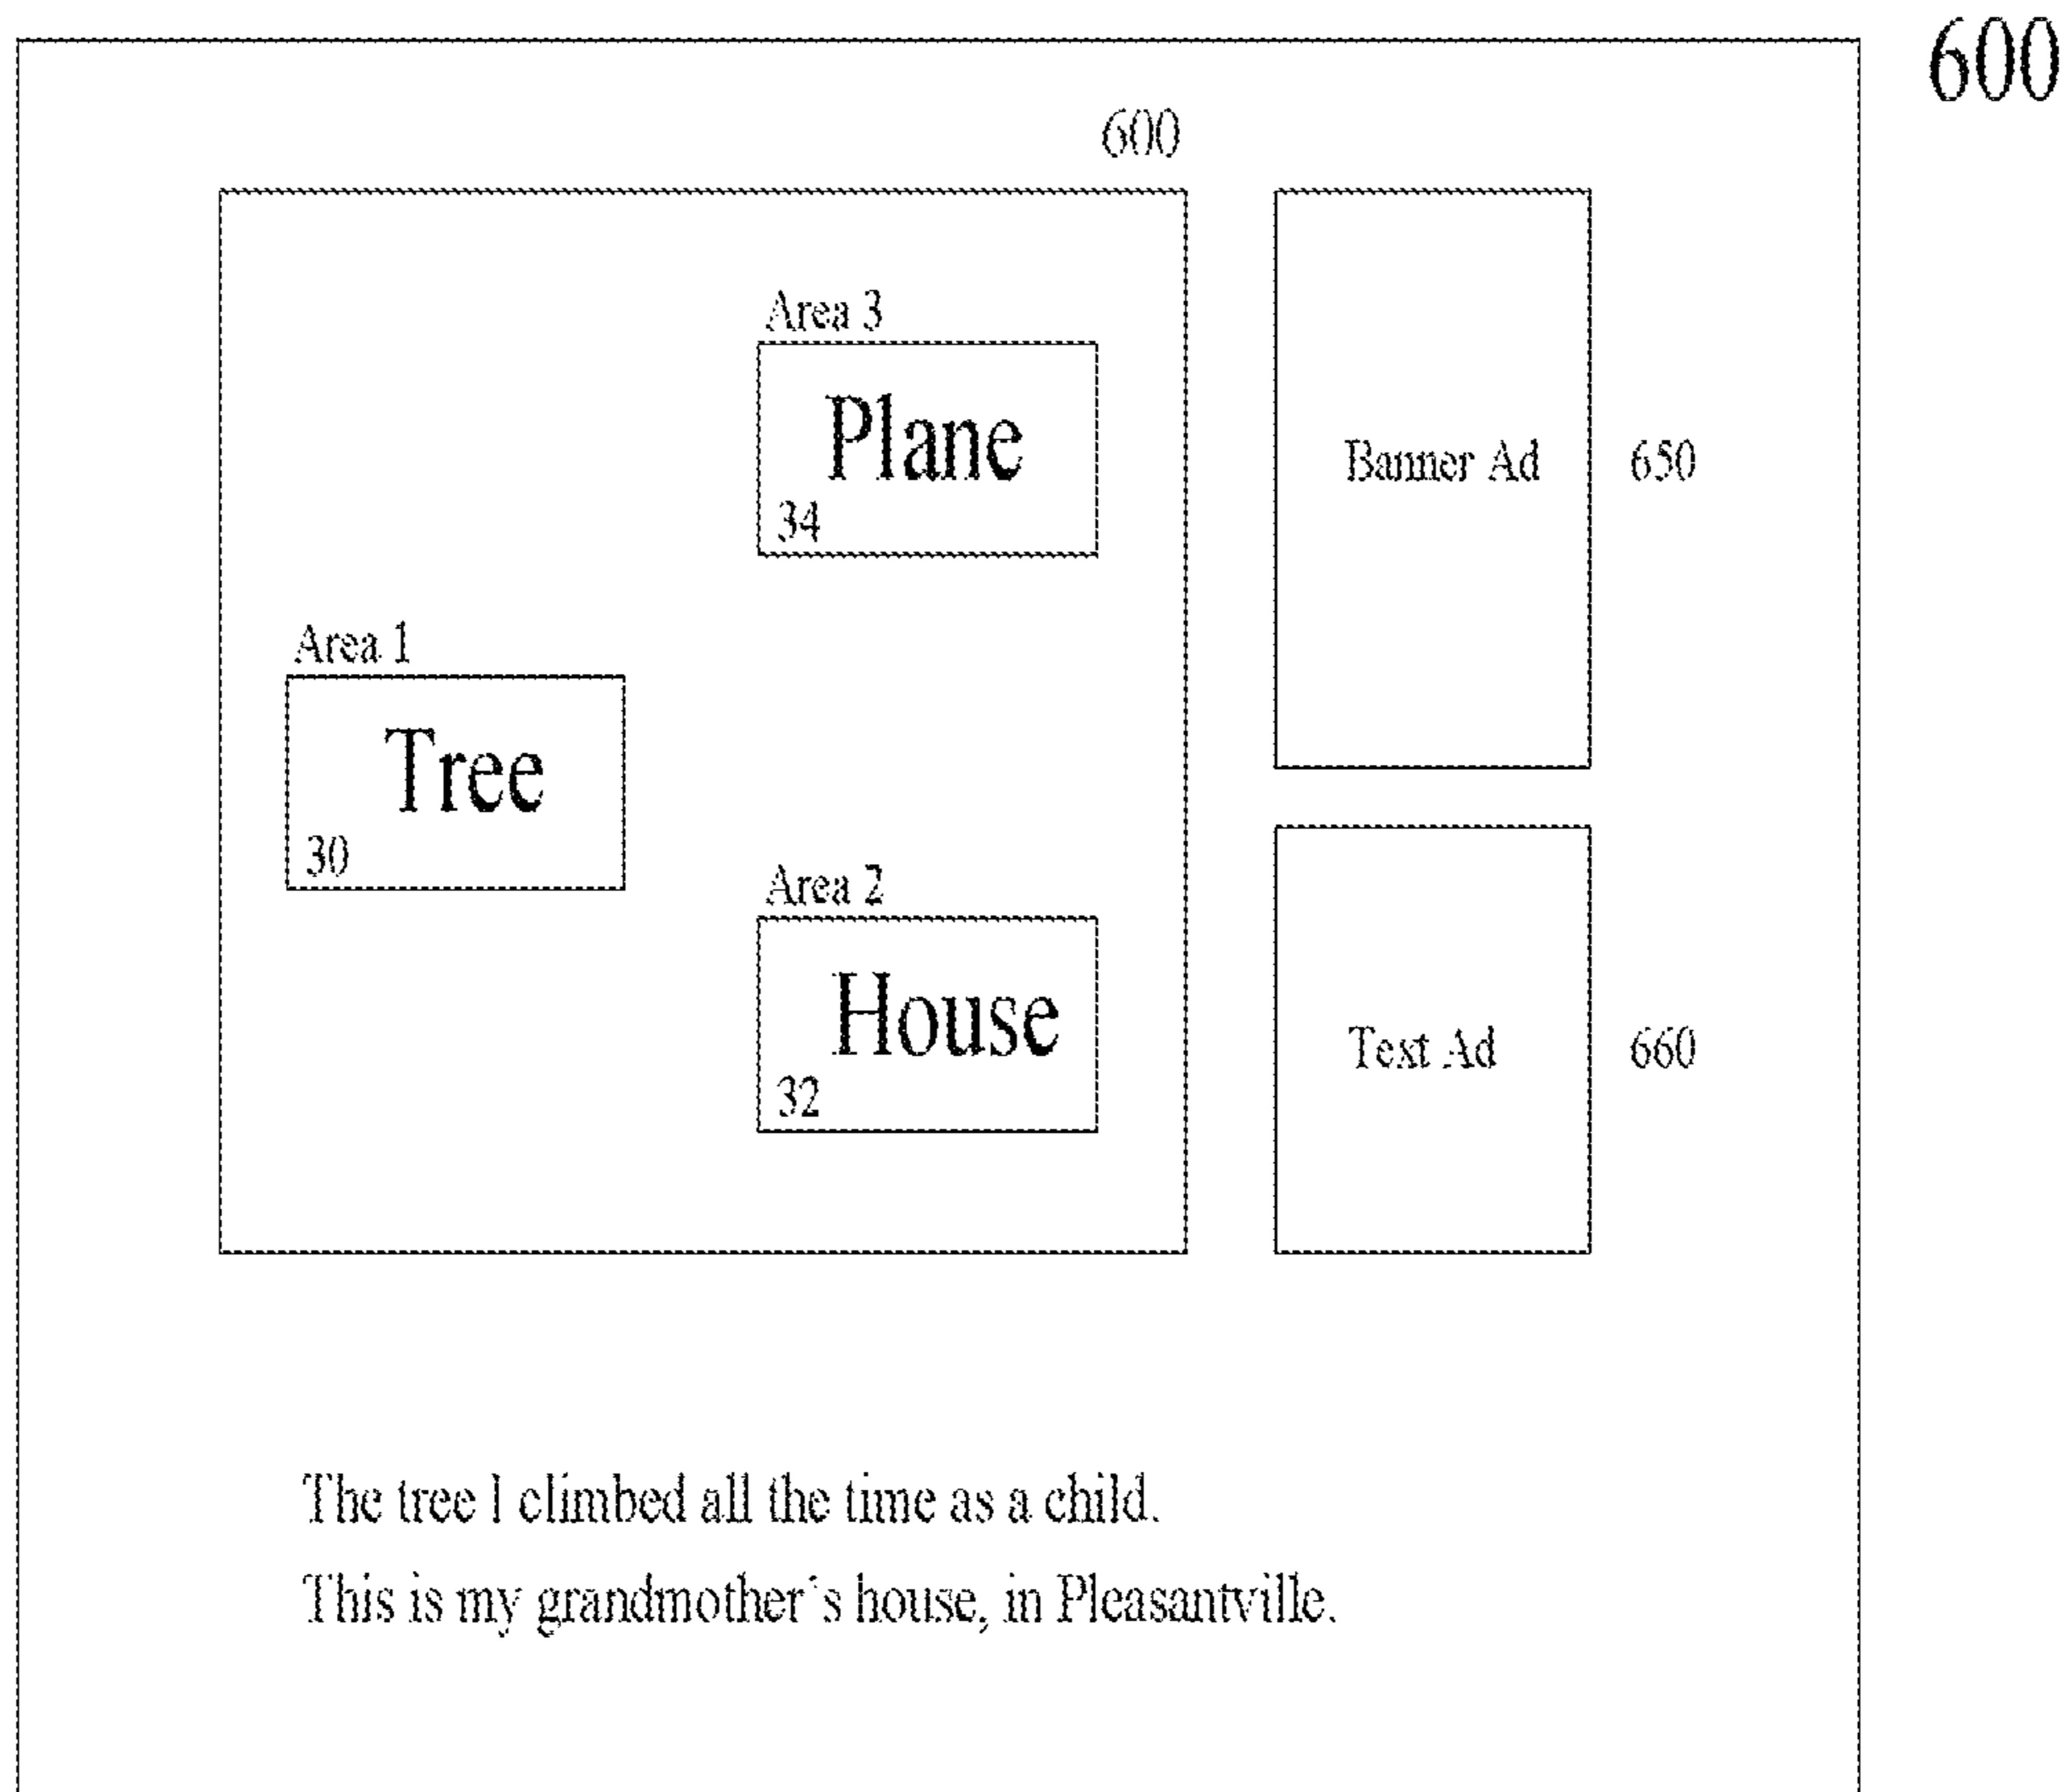 600
600
Area 3
Plane
34
Banner Ad
650
Area 1
Tree
30
Area 2
House
32
Text Ad
660
The tree I climbed all the time as a child.
This is my grandmother´s house, in Pleasantville.